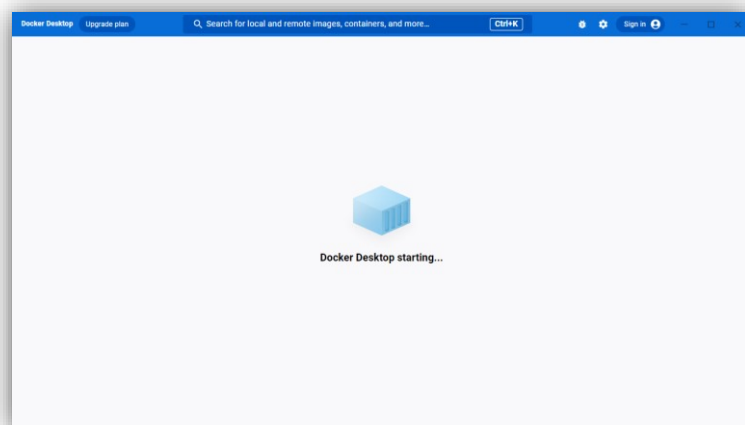 Docker Desktop Upgrade plan Search for local and remote images, containers, and more... Ctrl+K Sign in
Docker Desktop starting...